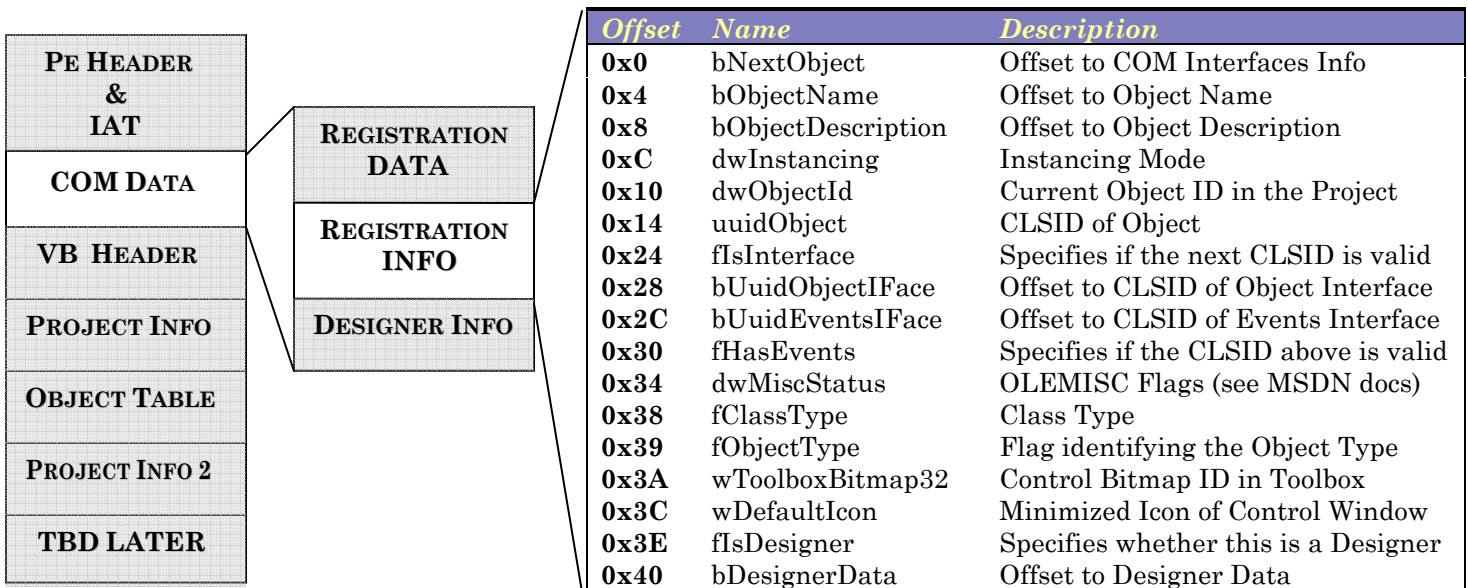 PE HEADER
&
IAT
COM DATA
VB HEADER
PROJECT INFO
OBJECT TABLE
PROJECT INFO 2
TBD LATER
REGISTRATION
DATA
REGISTRATION
INFO
DESIGNER INFO
Offset Name Description
0x0 bNextObject Offset to COM Interfaces Info
0x4 bObjectName Offset to Object Name
0x8 bObjectDescription Offset to Object Description
0xC dwInstancing Instancing Mode
0x10 dwObjectId Current Object ID in the Project
0x14 uuidObject CLSID of Object
0x24 fIsInterface Specifies if the next CLSID is valid
0x28 bUuidObjectIFace Offset to CLSID of Object Interface
0x2C bUuidEventsIFace Offset to CLSID of Events Interface
0x30 fHasEvents Specifies if the CLSID above is valid
0x34 dwMiscStatus OLEMISC Flags (see MSDN docs)
0x38 fClassType Class Type
0x39 fObjectType Flag identifying the Object Type
0x3A wToolboxBitmap32 Control Bitmap ID in Toolbox
0x3C wDefaultIcon Minimized Icon of Control Window
0x3E fIsDesigner Specifies whether this is a Designer
0x40 bDesignerData Offset to Designer Data